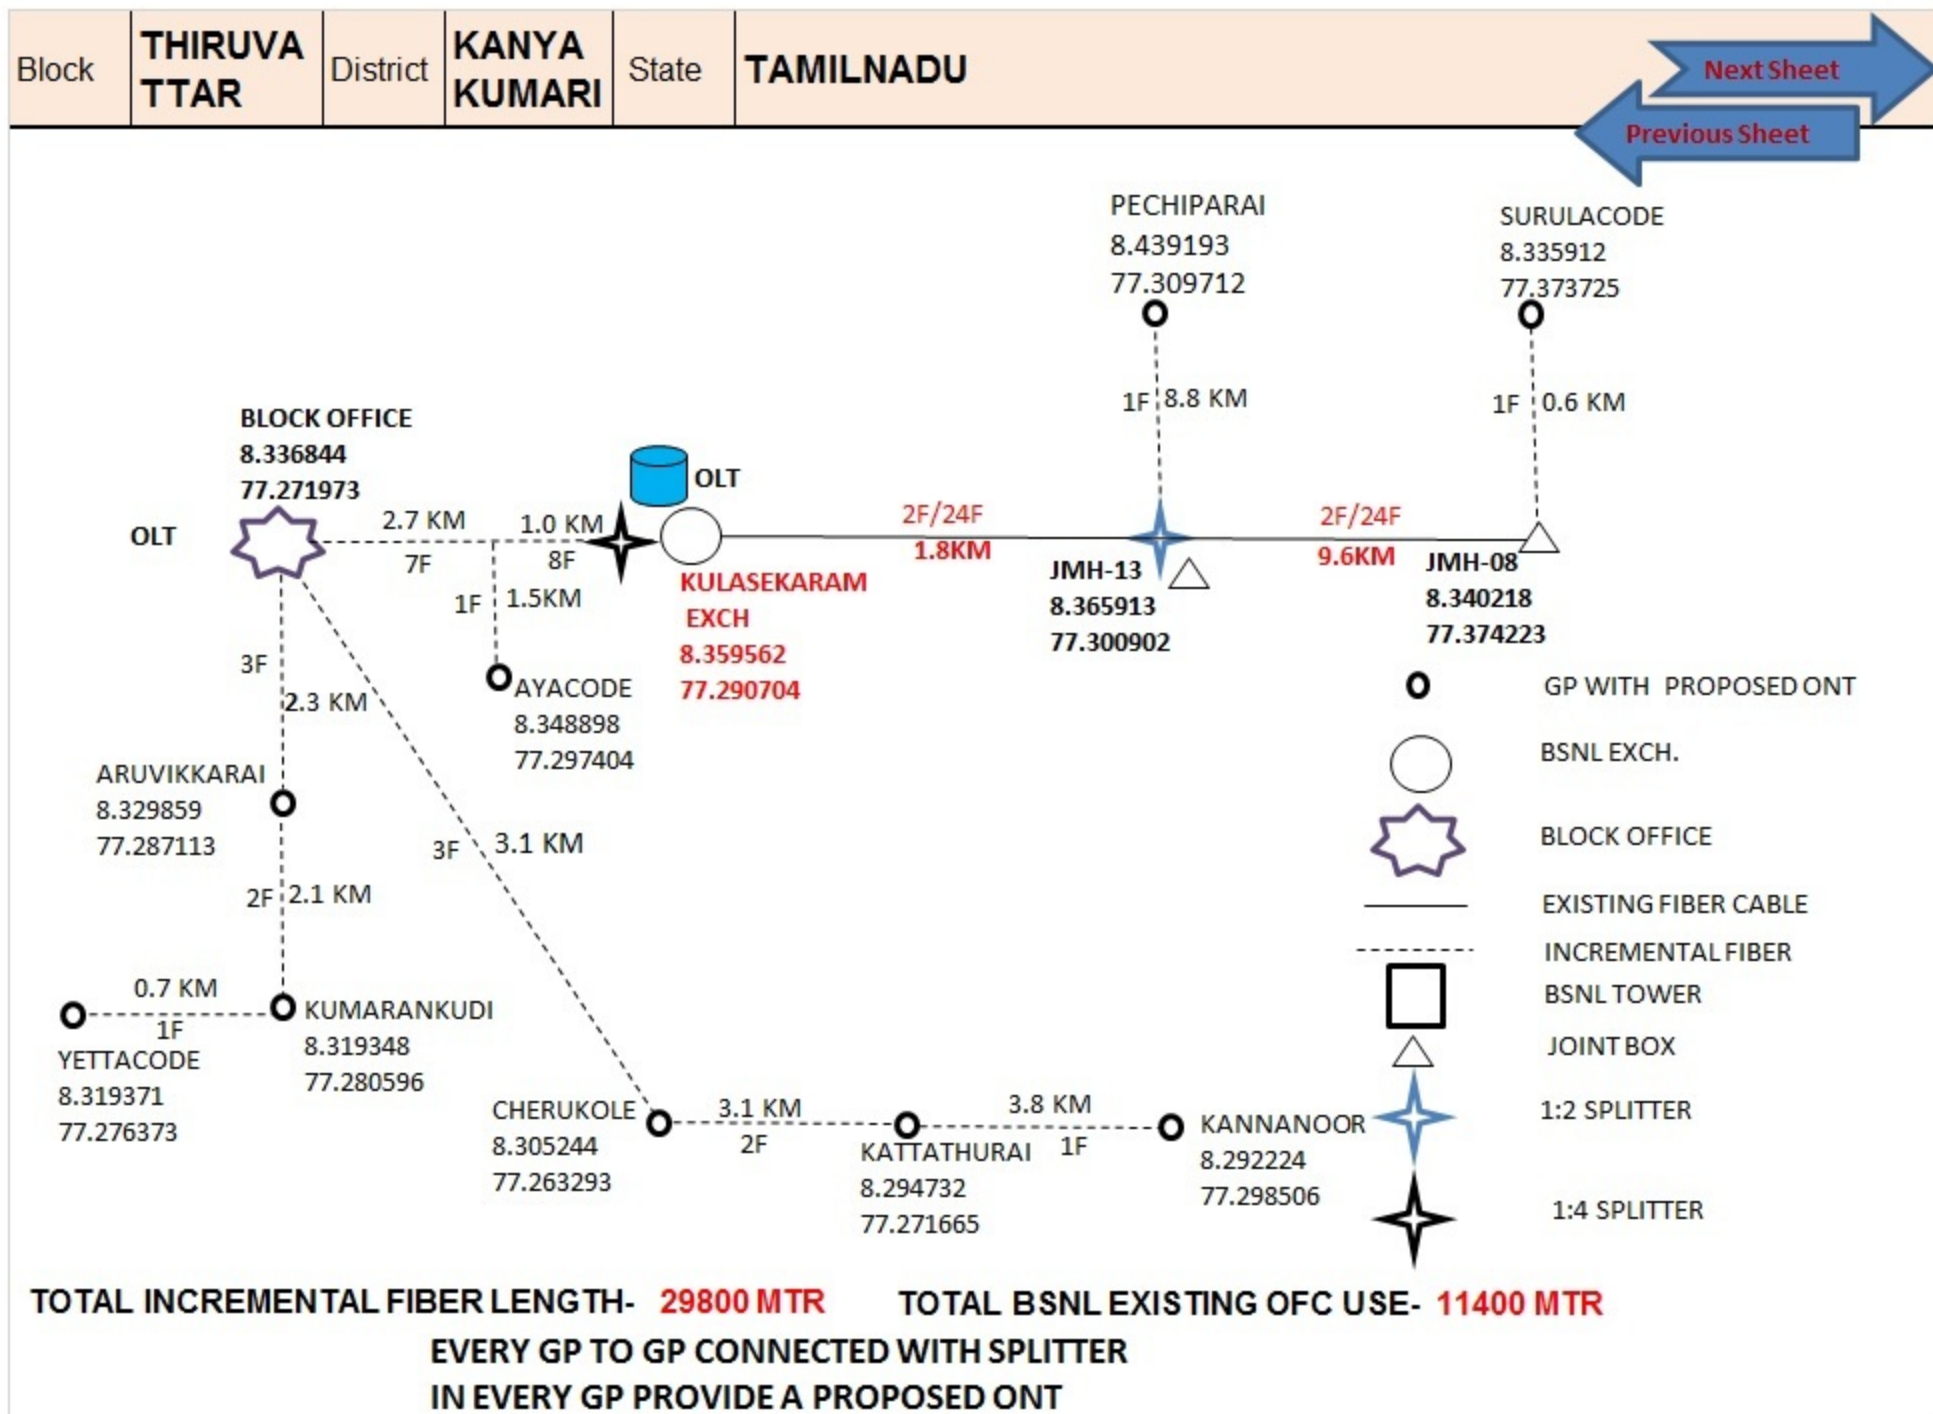 Block
THIRUVA
TTAR
District
KANYA
KUMARI
State
TAMILNADU
Next Sheet
Previous Sheet
PECHIPARAI
8.439193
77.309712
SURULACODE
8.335912
77.373725
1F 8.8 KM
1F 0.6 KM
BLOCK OFFICE
8.336844
77.271973
OLT
OLT
2.7 KM
7F
1.0 KM
8F
2F/24F
1.8KM
2F/24F
9.6KM
KULASEKARAM
EXCH
8.359562
77.290704
JMH-13
8.365913
77.300902
JMH-08
8.340218
77.374223
1F 1.5KM
AYACODE
8.348898
77.297404
3F
2.3 KM
ARUVIKKARAI
8.329859
77.287113
3F 3.1 KM
2F 2.1 KM
0.7 KM
1F
YETTACODE
8.319371
77.276373
KUMARANKUDI
8.319348
77.280596
CHERUKOLE
8.305244
77.263293
3.1 KM
2F
KATTATHURAI
8.294732
77.271665
3.8 KM
1F
KANNANOOR
8.292224
77.298506
GP WITH PROPOSED ONT
BSNL EXCH.
BLOCK OFFICE
EXISTING FIBER CABLE
INCREMENTAL FIBER
BSNL TOWER
JOINT BOX
1:2 SPLITTER
1:4 SPLITTER
TOTAL INCREMENTAL FIBER LENGTH- 29800 MTR
TOTAL BSNL EXISTING OFC USE- 11400 MTR
EVERY GP TO GP CONNECTED WITH SPLITTER
IN EVERY GP PROVIDE A PROPOSED ONT